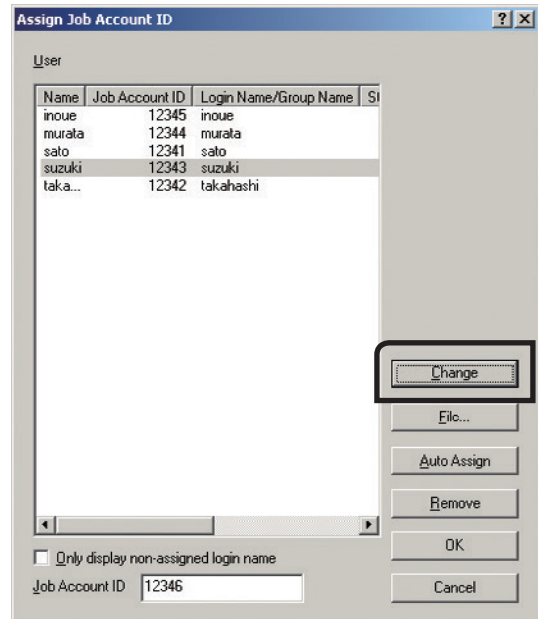 Assign Job Account ID
User
Name Job Account ID Login Name/Group Name
inoue 12345 inoue
murata 12344 murata
sato 12341 sato
suzuki 12343 suzuki
taka... 12342 takahashi
Change
File...
Auto Assign
Remove
OK
Only display non-assigned login name
Job Account ID 12346
Cancel